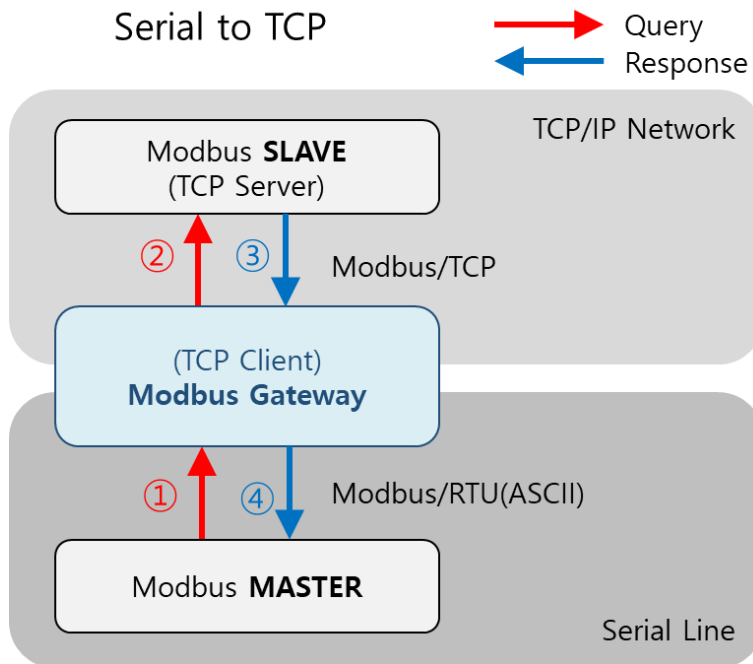 Serial to TCP
Query
Response
TCP/IP Network
Modbus SLAVE
(TCP Server)
②
③
Modbus/TCP
(TCP Client)
Modbus Gateway
①
④
Modbus/RTU(ASCII)
Modbus MASTER
Serial Line